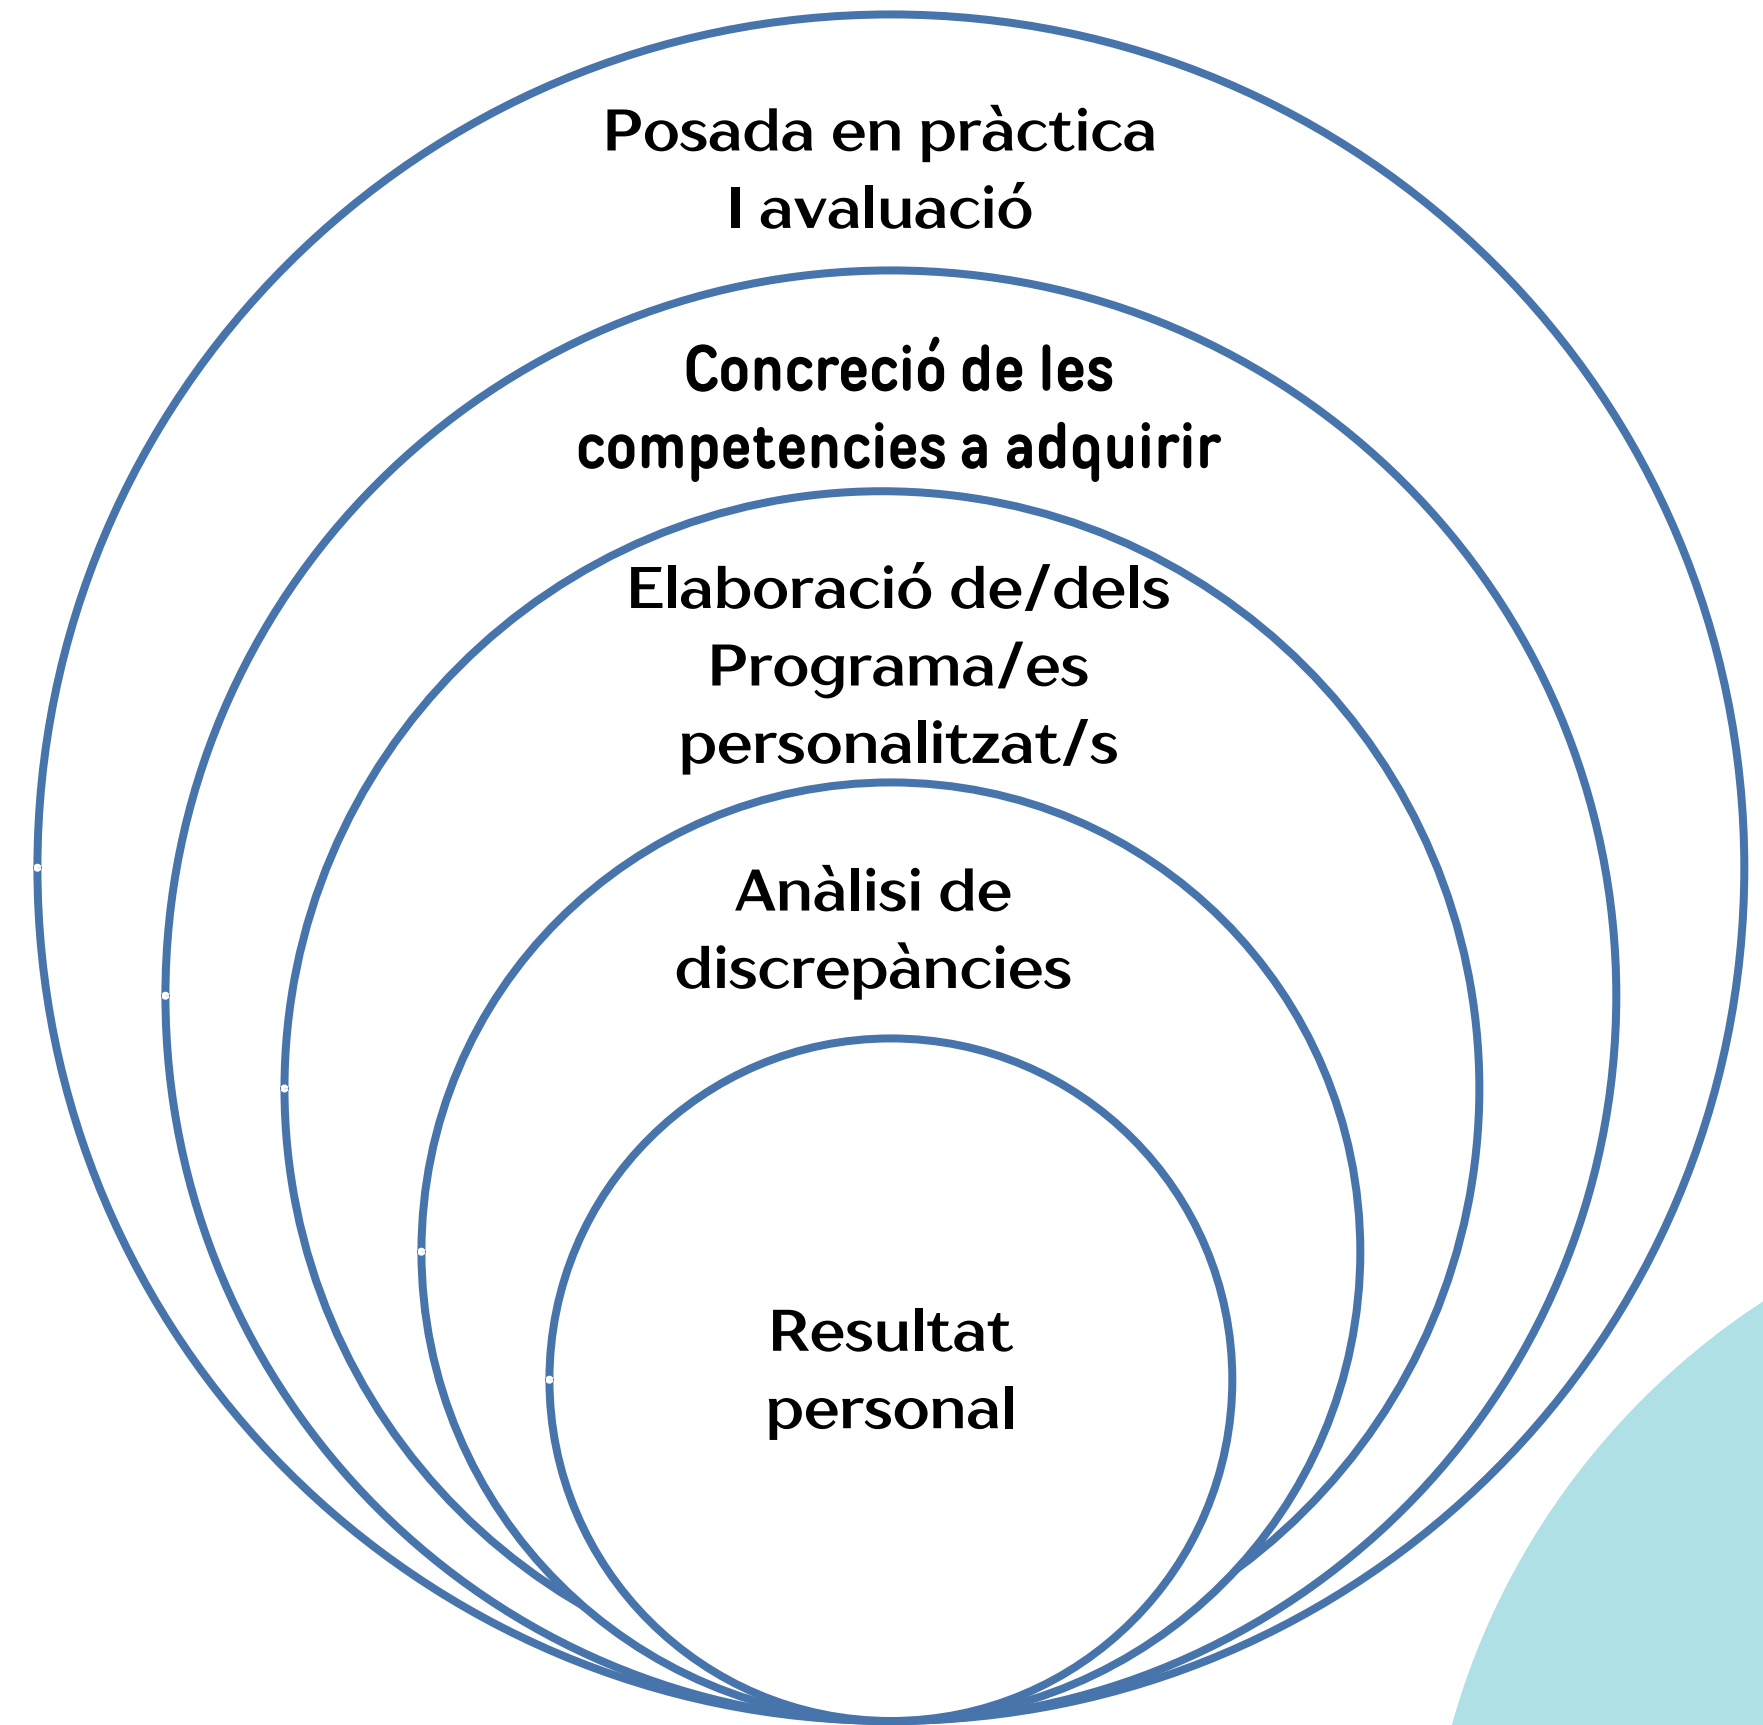 Posada en pràctica
I avaluació
Concreció de les
competencies a adquirir
Elaboració de/dels
Programa/es
personalitzat/s
Anàlisi de
discrepàncies
Resultat
personal